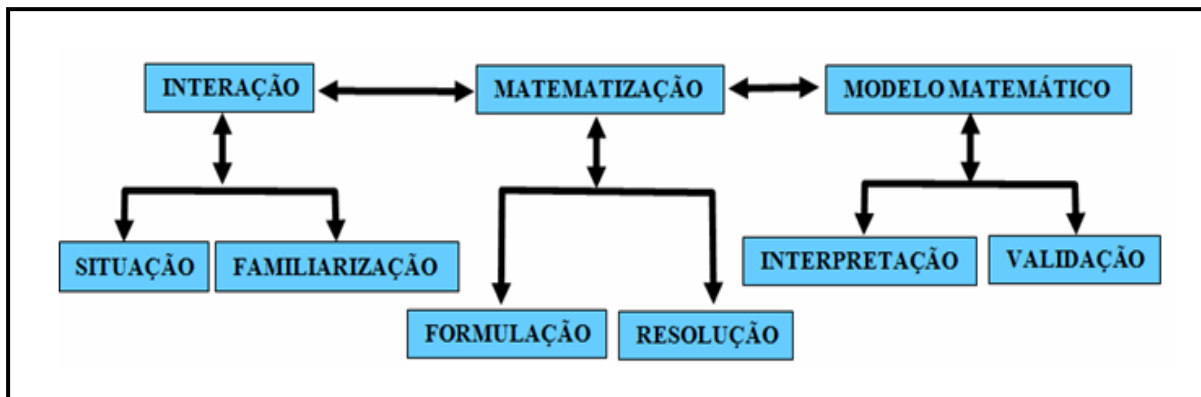 INTERAÇÃO
MATEMATIZAÇÃO
MODELO MATEMÁTICO
SITUAÇÃO
FAMILIARIZAÇÃO
INTERPRETAÇÃO
VALIDAÇÃO
FORMULAÇÃO
RESOLUÇÃO